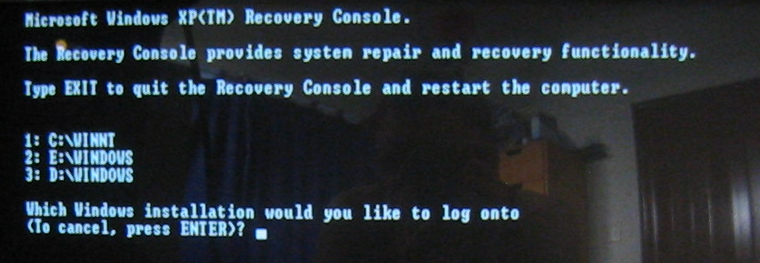 Microsoft Windows XP(TM) Recovery Console.
The Recovery Console provides system repair and recovery functionality.
Type EXIT to quit the Recovery Console and restart the computer.
1: C:\WINNT
2: E:\WINDOWS
3: D:\WINDOWS
Which Windows installation would you like to log onto
(To cancel, press ENTER)?